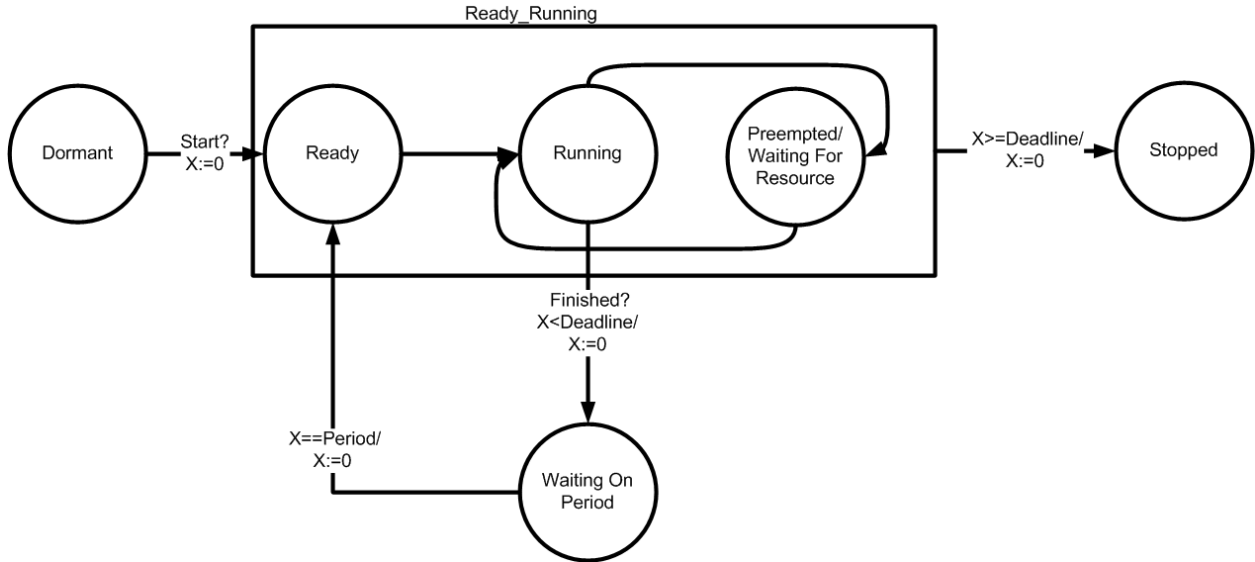 Ready_Running
Dormant
Start?
X:=0
Ready
Running
Preempted/
Waiting For
Resource
X>=Deadline/
X:=0
Stopped
Finished?
X<Deadline/
X:=0
X==Period/
X:=0
Waiting On
Period